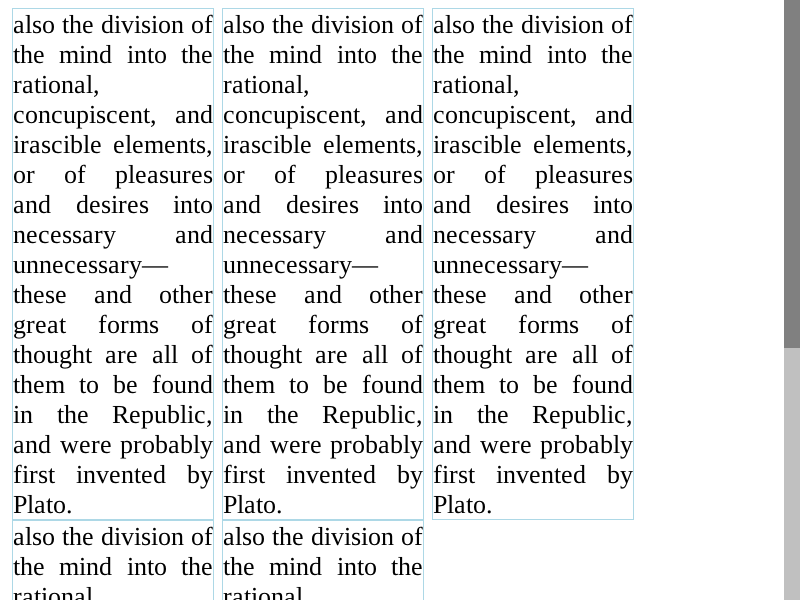 also the division of
the mind into the
rational,
concupiscent, and
irascible elements,
or of pleasures
and desires into
necessary and
unnecessary—
these and other
great forms of
thought are all of
them to be found
in the Republic,
and were probably
first invented by
Plato.
also the division of
the mind into the
rational,
concupiscent, and
irascible elements,
or of pleasures
and desires into
necessary and
unnecessary—
these and other
great forms of
thought are all of
them to be found
in the Republic,
and were probably
first invented by
Plato.
also the division of
the mind into the
rational,
concupiscent, and
irascible elements,
or of pleasures
and desires into
necessary and
unnecessary—
these and other
great forms of
thought are all of
them to be found
in the Republic,
and were probably
first invented by
Plato.
also the division of
the mind into the
rational,
also the division of
the mind into the
rational,